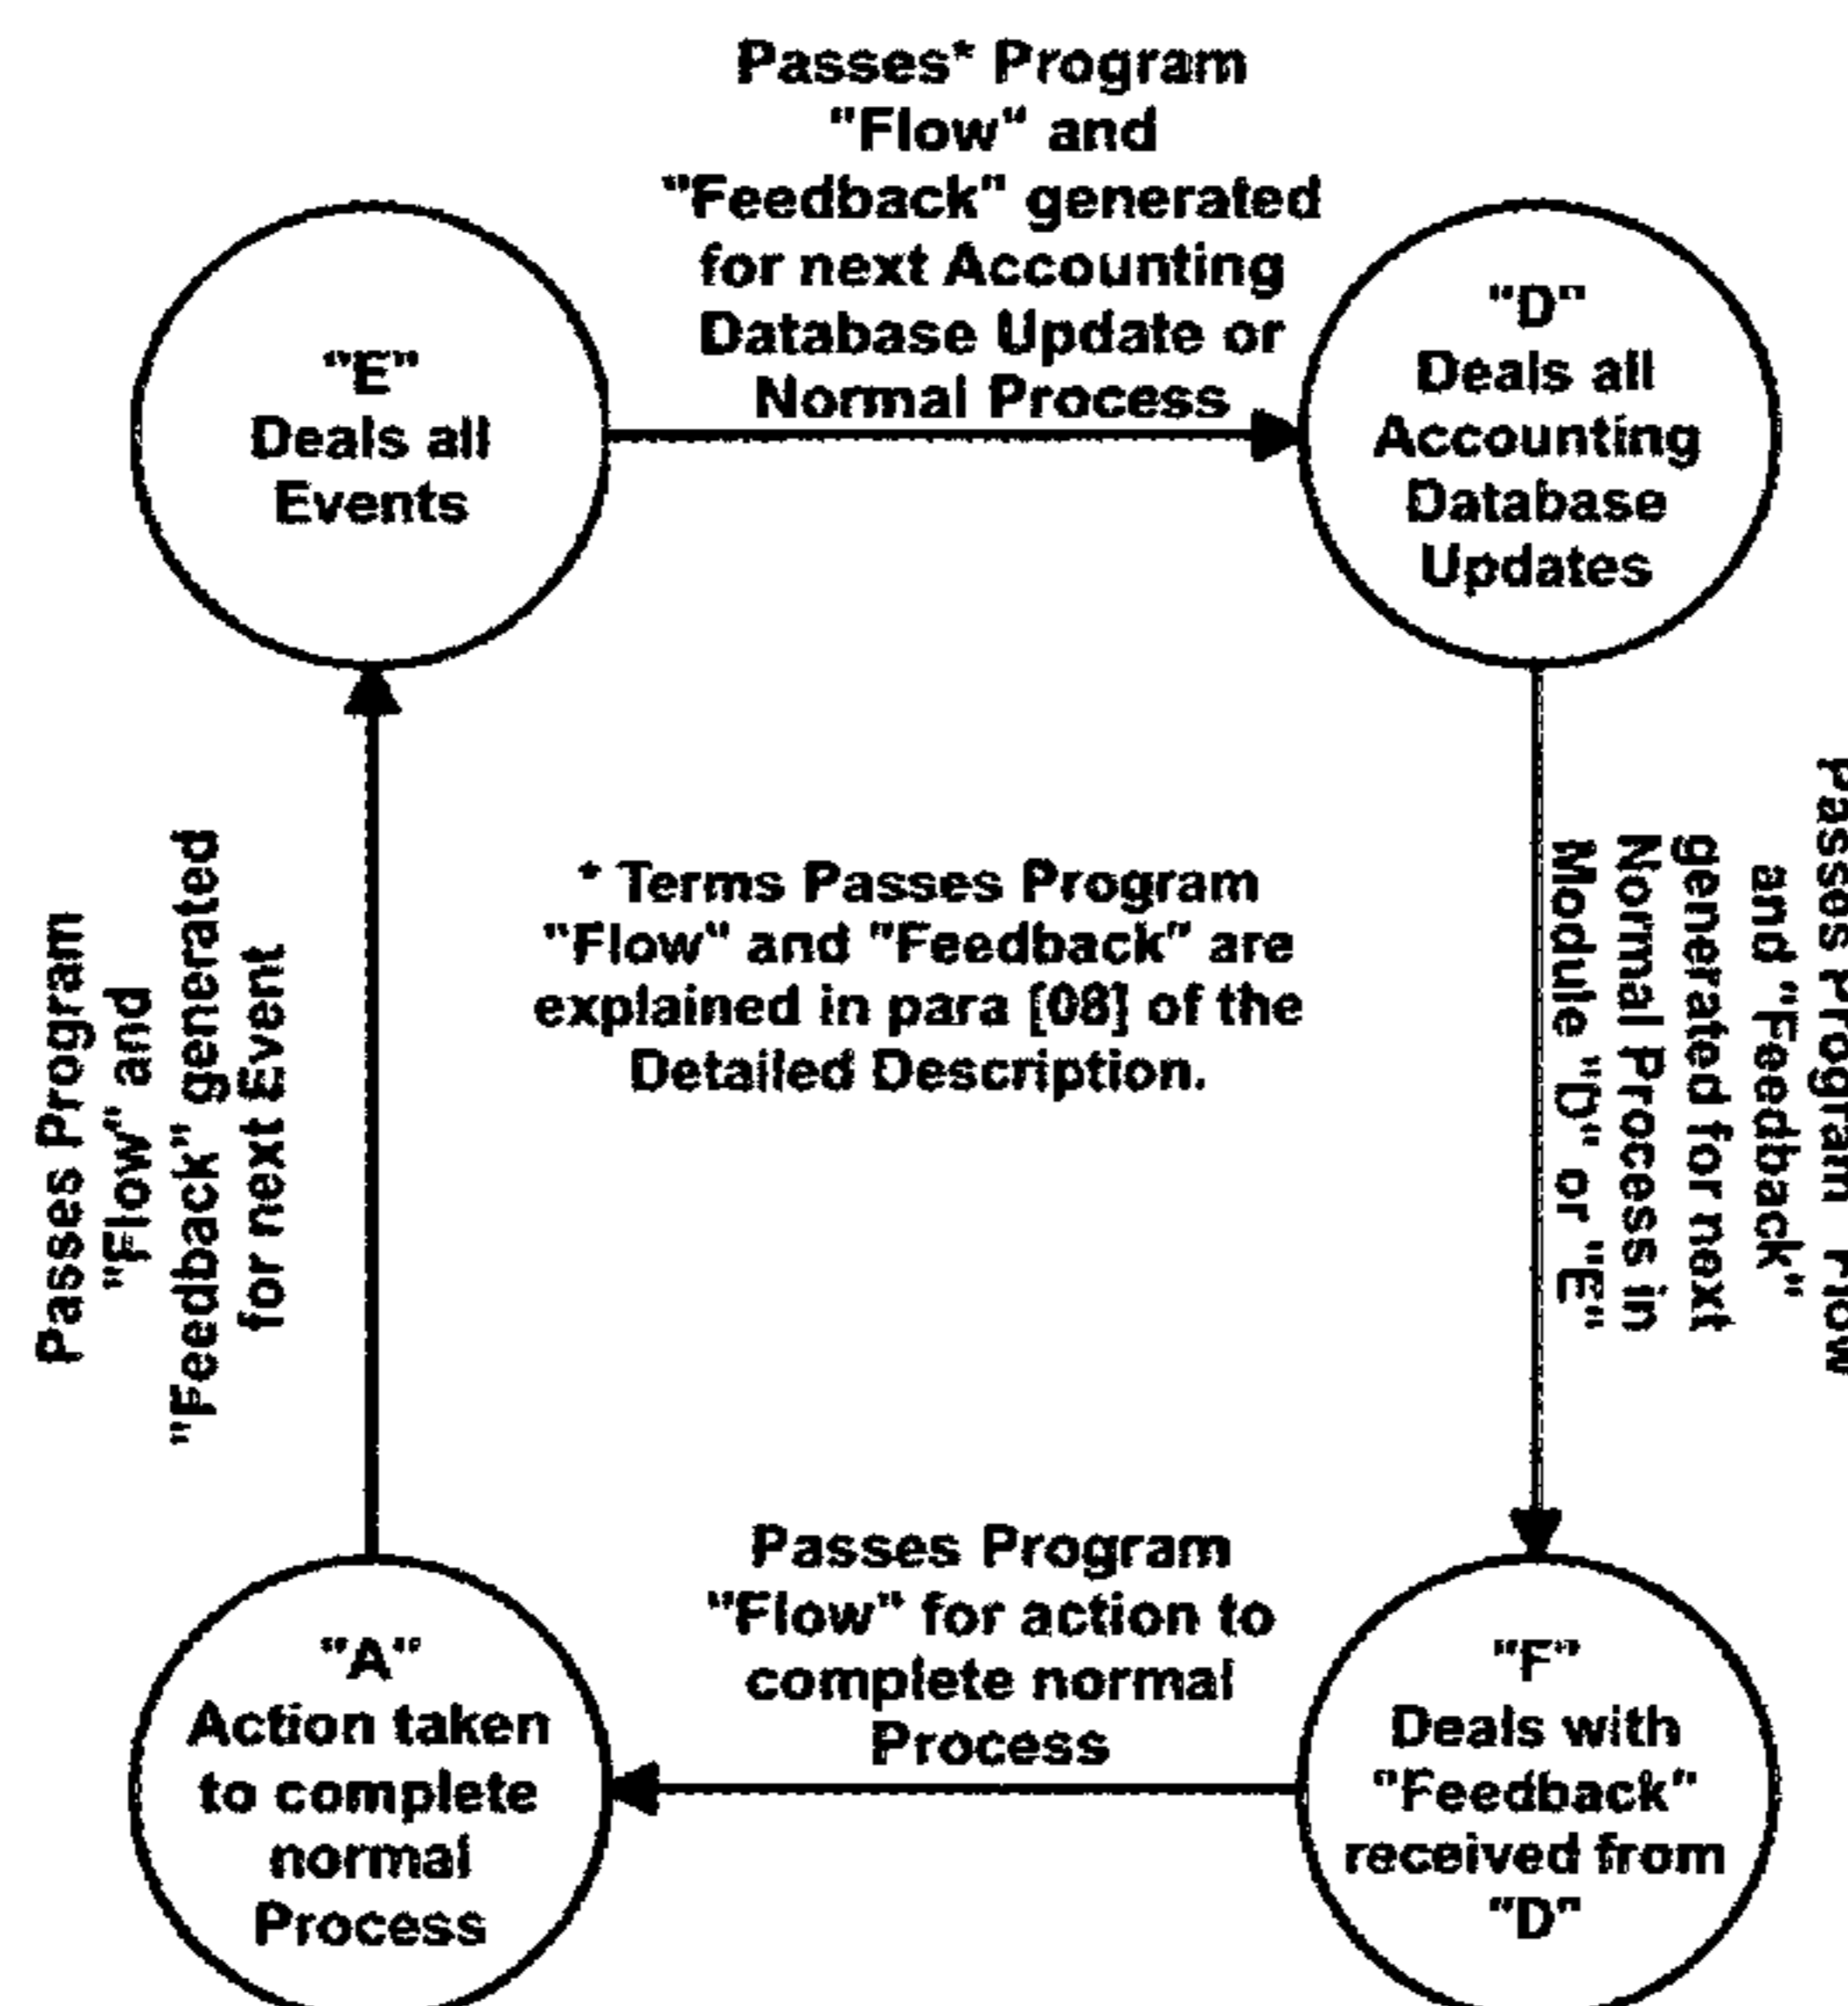 Passes* Program
"Flow" and
"Feedback" generated
for next Accounting
Database Update or
Normal Process
"E"
Deals all
Events
"D"
Deals all
Accounting
Database
Updates
Passes Program
"Flow" and
"Feedback" generated
for next Event
* Terms Passes Program
"Flow" and "Feedback" are
explained in para [08] of the
Detailed Description.
Passes Program "Flow"
and "Feedback"
generated for next
Normal Process in
Module "D" or "E"
Passes Program
"Flow" for action to
complete normal
Process
"A"
Action taken
to complete
normal
Process
"F"
Deals with
"Feedback"
received from
"D"